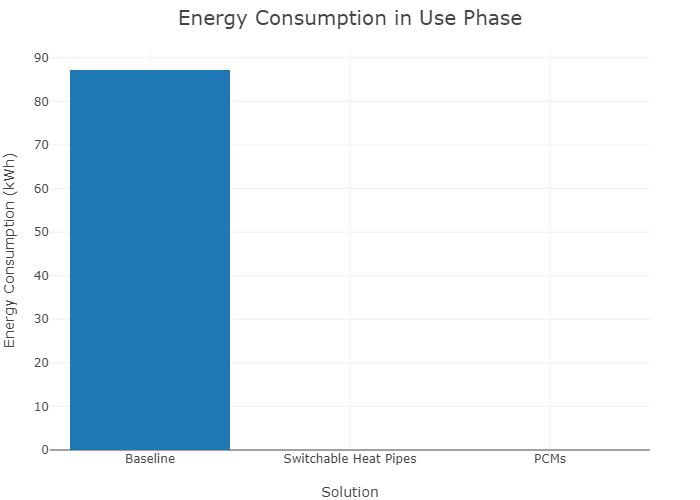 Energy Consumption in Use Phase
Energy Consumption (kWh)
90
80
70
60
50
40
30
20
10
0
Baseline
Switchable Heat Pipes
PCMs
Solution